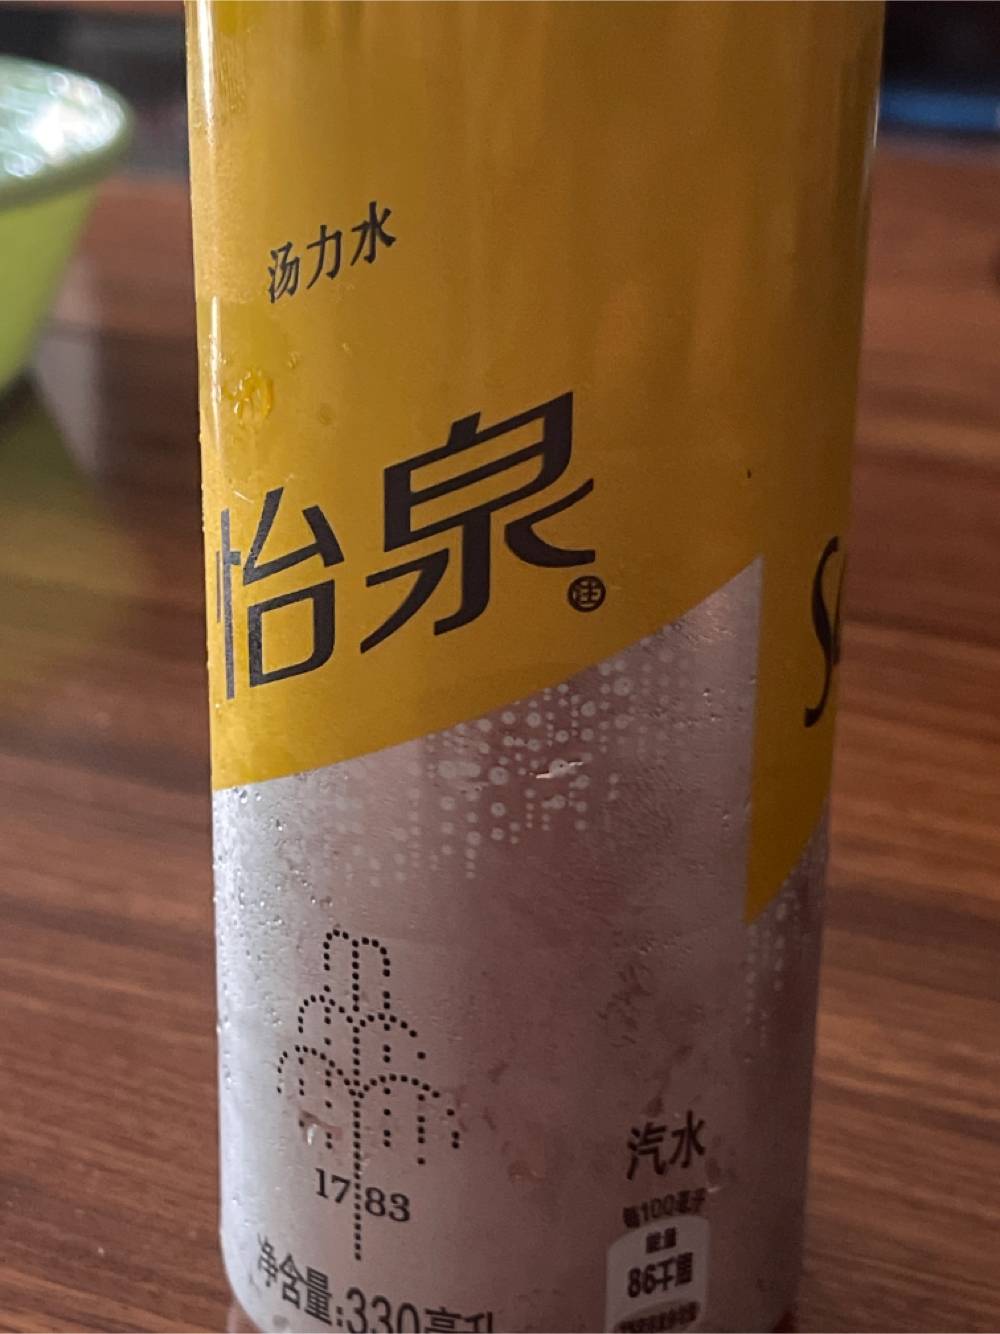 汤力水
怡泉
注
17 83
净含量:330毫升
汽水
每100毫升
能量
86千焦